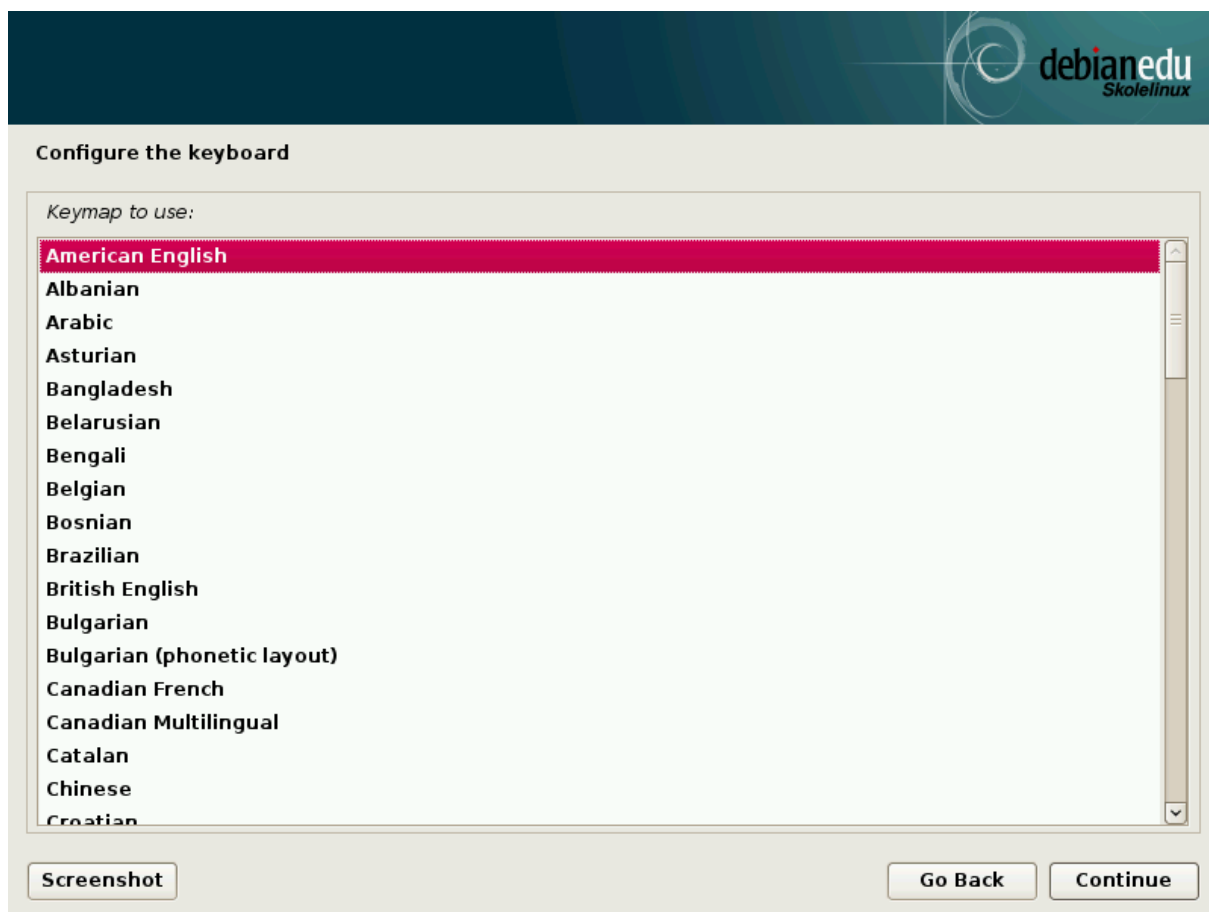 debianedu
Skolelinux
Configure the keyboard
Keymap to use:
American English
Albanian
Arabic
Asturian
Bangladesh
Belarusian
Bengali
Belgian
Bosnian
Brazilian
British English
Bulgarian
Bulgarian (phonetic layout)
Canadian French
Canadian Multilingual
Catalan
Chinese
Croatian
Screenshot Go Back Continue